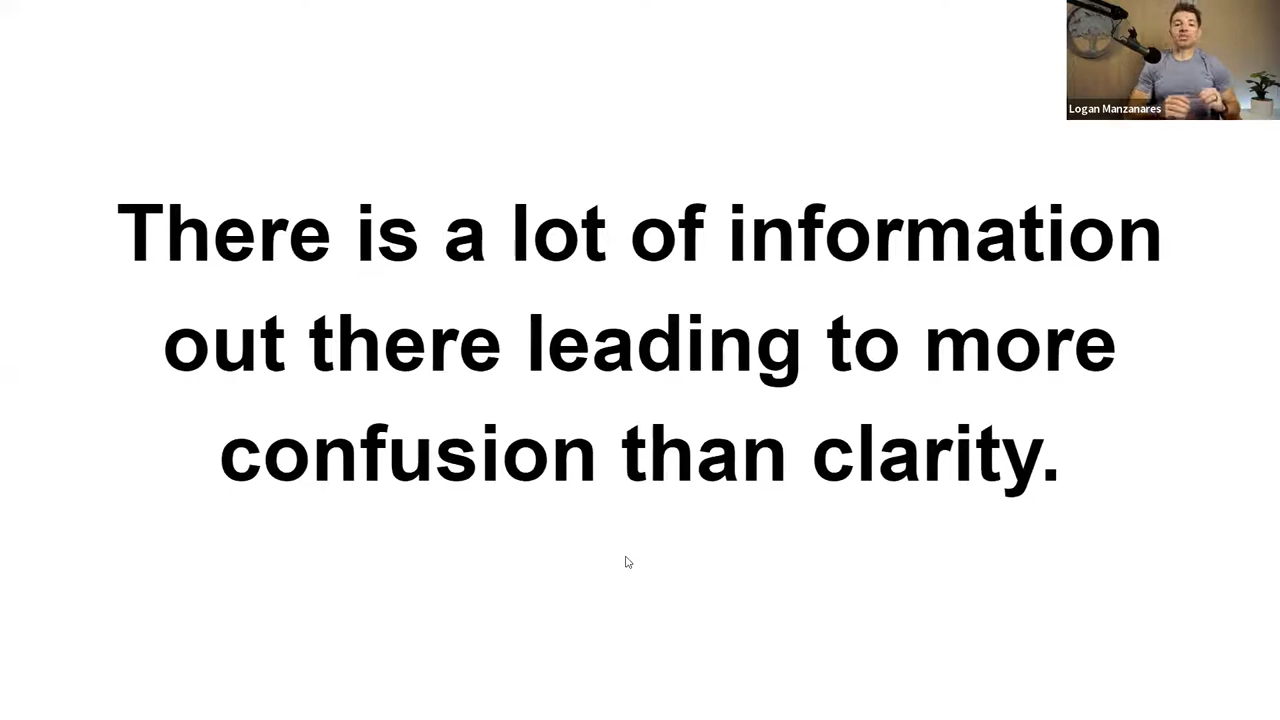 Logan Manzanares
There is a lot of information
out there leading to more
confusion than clarity.